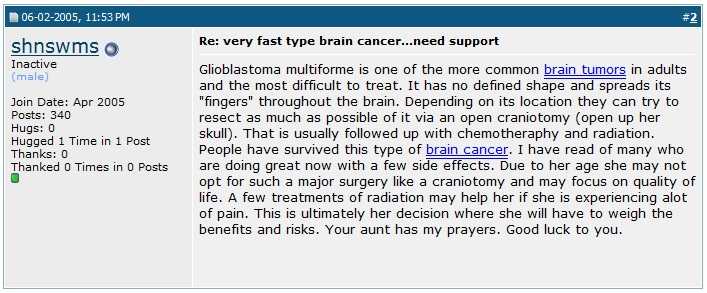 06-02-2005, 11:53 PM #2
shnswms
Inactive
(male)
Join Date: Apr 2005
Posts: 340
Hugs: 0
Hugged 1 Time in 1 Post
Thanks: 0
Thanked 0 Times in 0 Posts
Re: very fast type brain cancer...need support
Glioblastoma multiforme is one of the more common brain tumors in adults
and the most difficult to treat. It has no defined shape and spreads its
"fingers" throughout the brain. Depending on its location they can try to
resect as much as possible of it via an open craniotomy (open up her
skull). That is usually followed up with chemotheraphy and radiation.
People have survived this type of brain cancer. I have read of many who
are doing great now with a few side effects. Due to her age she may not
opt for such a major surgery like a craniotomy and may focus on quality of
life. A few treatments of radiation may help her if she is experiencing alot
of pain. This is ultimately her decision where she will have to weigh the
benefits and risks. Your aunt has my prayers. Good luck to you.